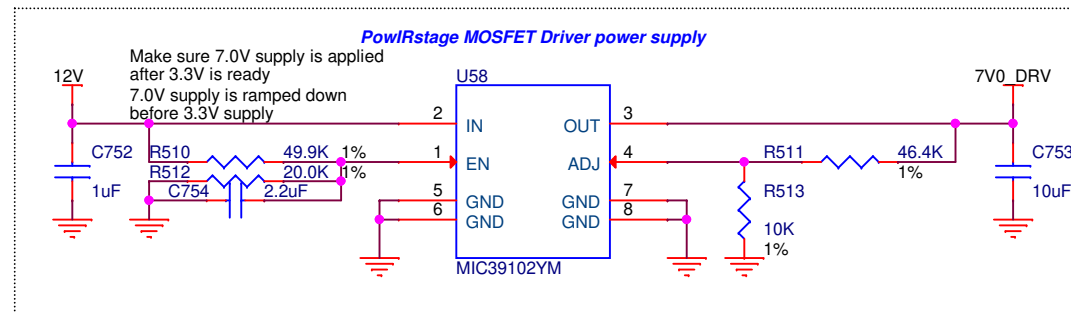 PowIRstage MOSFET Driver power supply
Make sure 7.0V supply is applied
after 3.3V is ready
7.0V supply is ramped down
before 3.3V supply
12V
U58
7V0_DRV
2 IN OUT 3
C752
1uF
R510 49.9K 1%
R512 20.0K 1%
C754 2.2uF
1 EN ADJ 4
R511 46.4K
1%
C753
10uF
R513
10K
1%
5 GND GND 7
6 GND GND 8
MIC39102YM